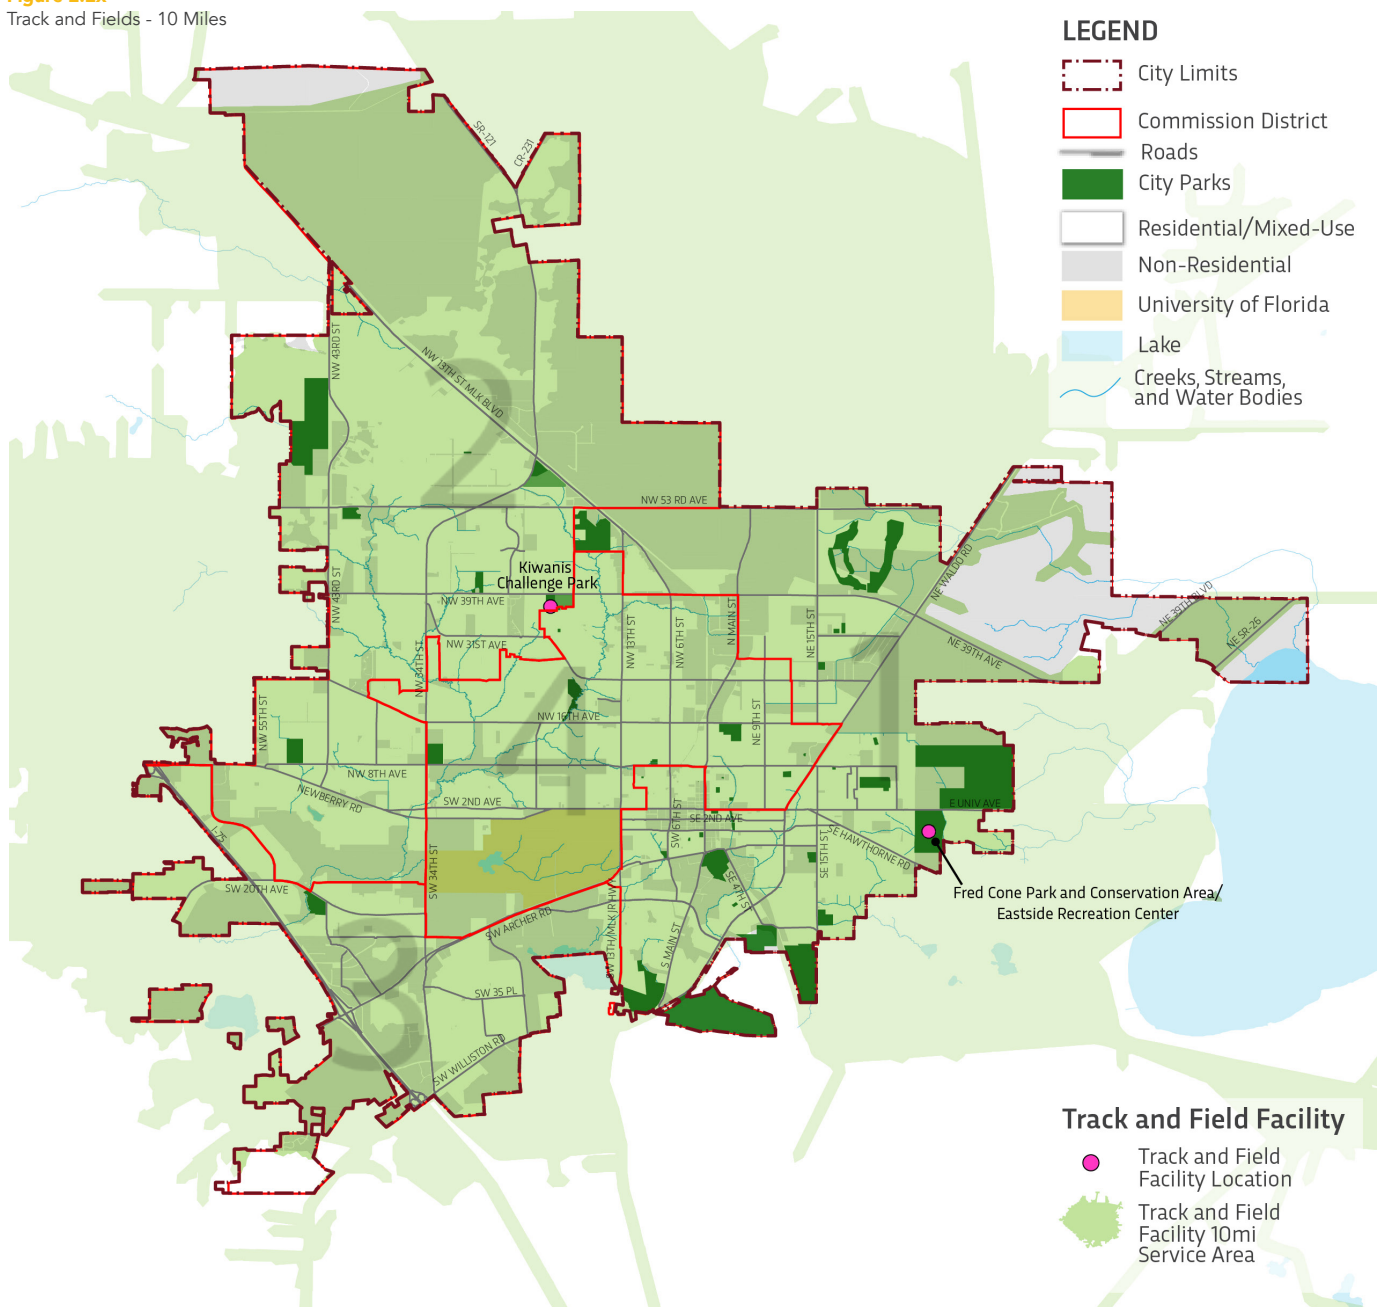 Track and Fields - 10 Miles
LEGEND
City Limits
Commission District
Roads
City Parks
Residential/Mixed-Use
Non-Residential
University of Florida
Lake
Creeks, Streams,
and Water Bodies
SR-121
CR-231
NW 43RD ST
NW 13TH ST MLK BLVD
2
NW 53 RD AVE
Kiwanis
Challenge Park
NW 43RD ST
NW 39TH AVE
NE WALDO RD
NE 39TH BLVD
NE SR-26
NE 39TH AVE
NW 34TH ST
NW 31ST AVE
NW 13TH ST
NW 6TH ST
N MAIN ST
NE 15TH ST
1
NW 55TH ST
NW 16TH AVE
NE 9TH ST
4
NW 8TH AVE
NEWBERRY RD
SW 2ND AVE
E UNIV AVE
I-75
SW 6TH ST
SE 2ND AVE
SE HAWTHORNE RD
SE 15TH ST
SW 34TH ST
SW 20TH AVE
SE 4TH ST
Fred Cone Park and Conservation Area/
Eastside Recreation Center
SW ARCHER RD
SW 13TH/MLK JR HWY
S MAIN ST
3
SW 35 PL
SW WILLISTON RD
Track and Field Facility
Track and Field
Facility Location
Track and Field
Facility 10mi
Service Area